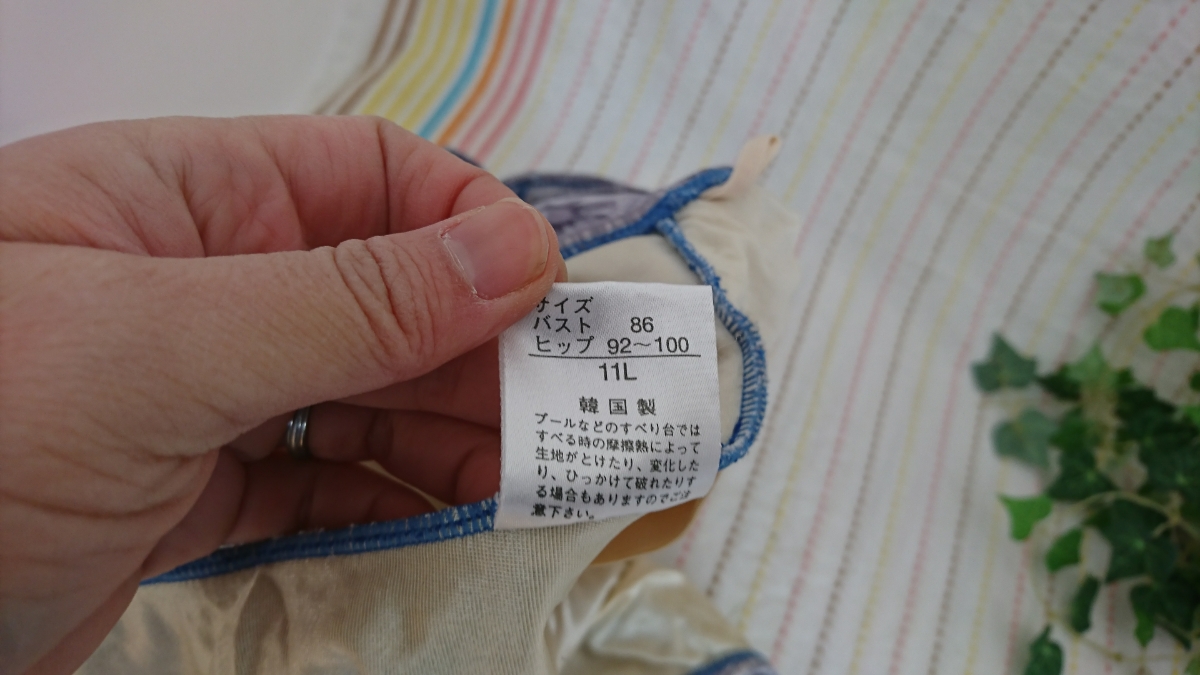 サイズ
バスト 86
ヒップ 92〜100
11L
韓国製
プールなどのすべり台では
すべる時の摩擦熱によって
生地がとけたり、変化した
り、ひっかけて破れたりす
る場合もありますのでご注
意下さい。